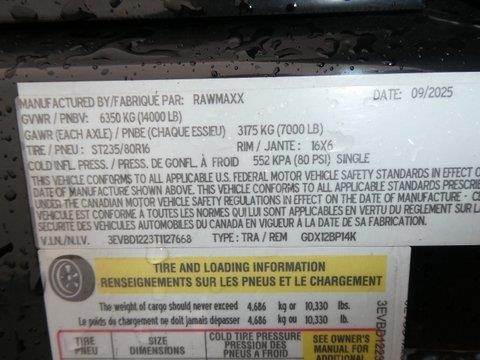 MANUFACTURED BY/FABRIQUÉ PAR: RAWMAXX DATE: 09/2025
GVWR / PNBV: 6350 KG (14000 LB)
GAWR (EACH AXLE) / PNBE (CHAQUE ESSIEU) 3175 KG (7000 LB)
TIRE / PNEU : ST235/80R16 RIM / JANTE : 16X6
COLD INFL. PRESS. / PRESS. DE GONFL. À FROID 552 KPA (80 PSI) SINGLE
THIS VEHICLE CONFORMS TO ALL APPLICABLE U.S. FEDERAL MOTOR VEHICLE SAFETY STANDARDS IN EFFECT
DATE OF MANUFACTURE SHOWN ABOVE. THIS VEHICLE CONFORMS TO ALL APPLICABLE STANDARDS PRESCRIBE
UNDER THE CANADIAN MOTOR VEHICLE SAFETY REGULATIONS IN EFFECT ON THE DATE OF MANUFACTURE - CE
VÉHICULE EST CONFORME À TOUTES LES NORMES QUI LUI SONT APPLICABLES EN VERTU DU RÈGLEMENT SUR
SÉCURITÉ DES VÉHICULES AUTOMOBILES DU CANADA EN VIGUEUR À LA DATE DE SA FABRICATION.
V.I.N./N.I.V. 3EVBD1223T1127668 TYPE: TRA / REM GDX12BP14K
TIRE AND LOADING INFORMATION
RENSEIGNEMENTS SUR LES PNEUS ET LE CHARGEMENT
The weight of cargo should never exceed 4,686 kg or 10,330 lb.
Le poids du chargement ne doit jamais dépasser 4,686 kg ou 10,330 lb.
TIRE SIZE COLD TIRE PRESSURE SEE OWNER'S
PNEU DIMENSIONS PRESSION DES PNEUS À MANUAL FOR
ADDITIONAL
3EVBD1223